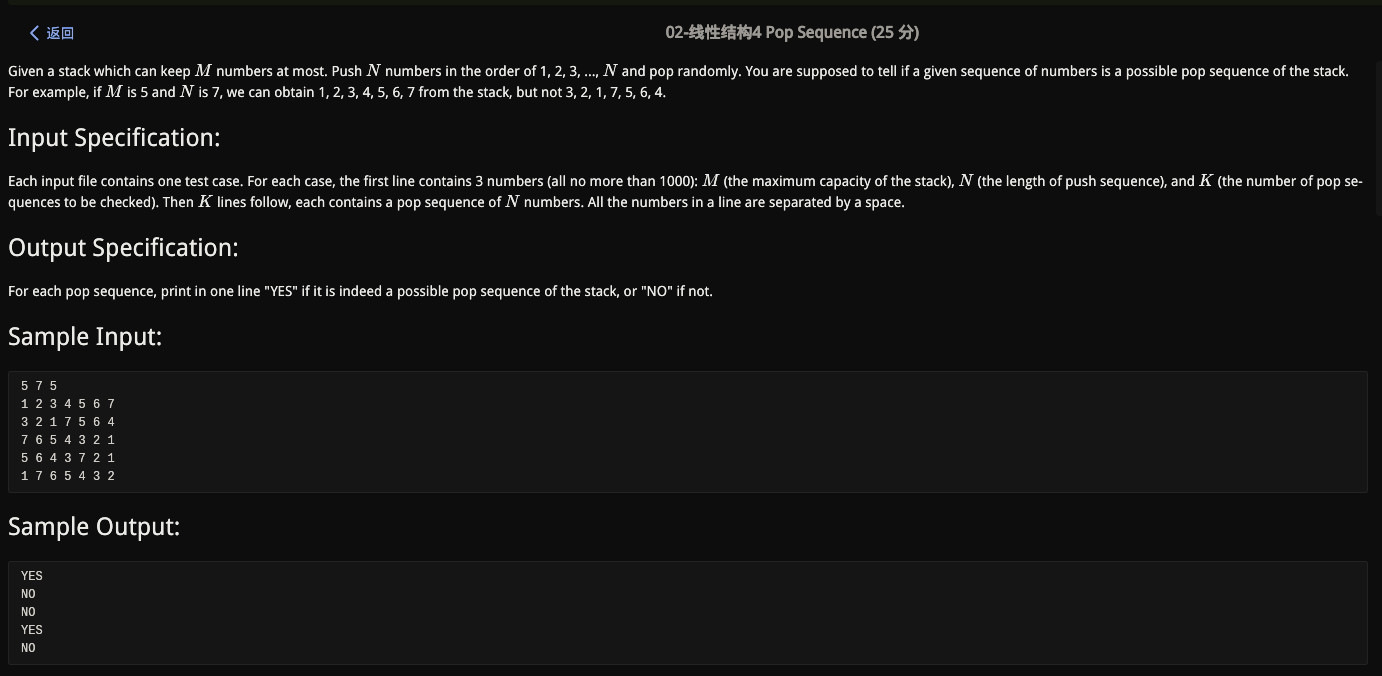 返回
02-线性结构4 Pop Sequence (25 分)
Given a stack which can keep M numbers at most. Push N numbers in the order of 1, 2, 3, ..., N and pop randomly. You are supposed to tell if a given sequence of numbers is a possible pop sequence of the stack.
For example, if M is 5 and N is 7, we can obtain 1, 2, 3, 4, 5, 6, 7 from the stack, but not 3, 2, 1, 7, 5, 6, 4.
Input Specification:
Each input file contains one test case. For each case, the first line contains 3 numbers (all no more than 1000): M (the maximum capacity of the stack), N (the length of push sequence), and K (the number of pop se-
quences to be checked). Then K lines follow, each contains a pop sequence of N numbers. All the numbers in a line are separated by a space.
Output Specification:
For each pop sequence, print in one line "YES" if it is indeed a possible pop sequence of the stack, or "NO" if not.
Sample Input:
5 7 5
1 2 3 4 5 6 7
3 2 1 7 5 6 4
7 6 5 4 3 2 1
5 6 4 3 7 2 1
1 7 6 5 4 3 2
Sample Output:
YES
NO
NO
YES
NO